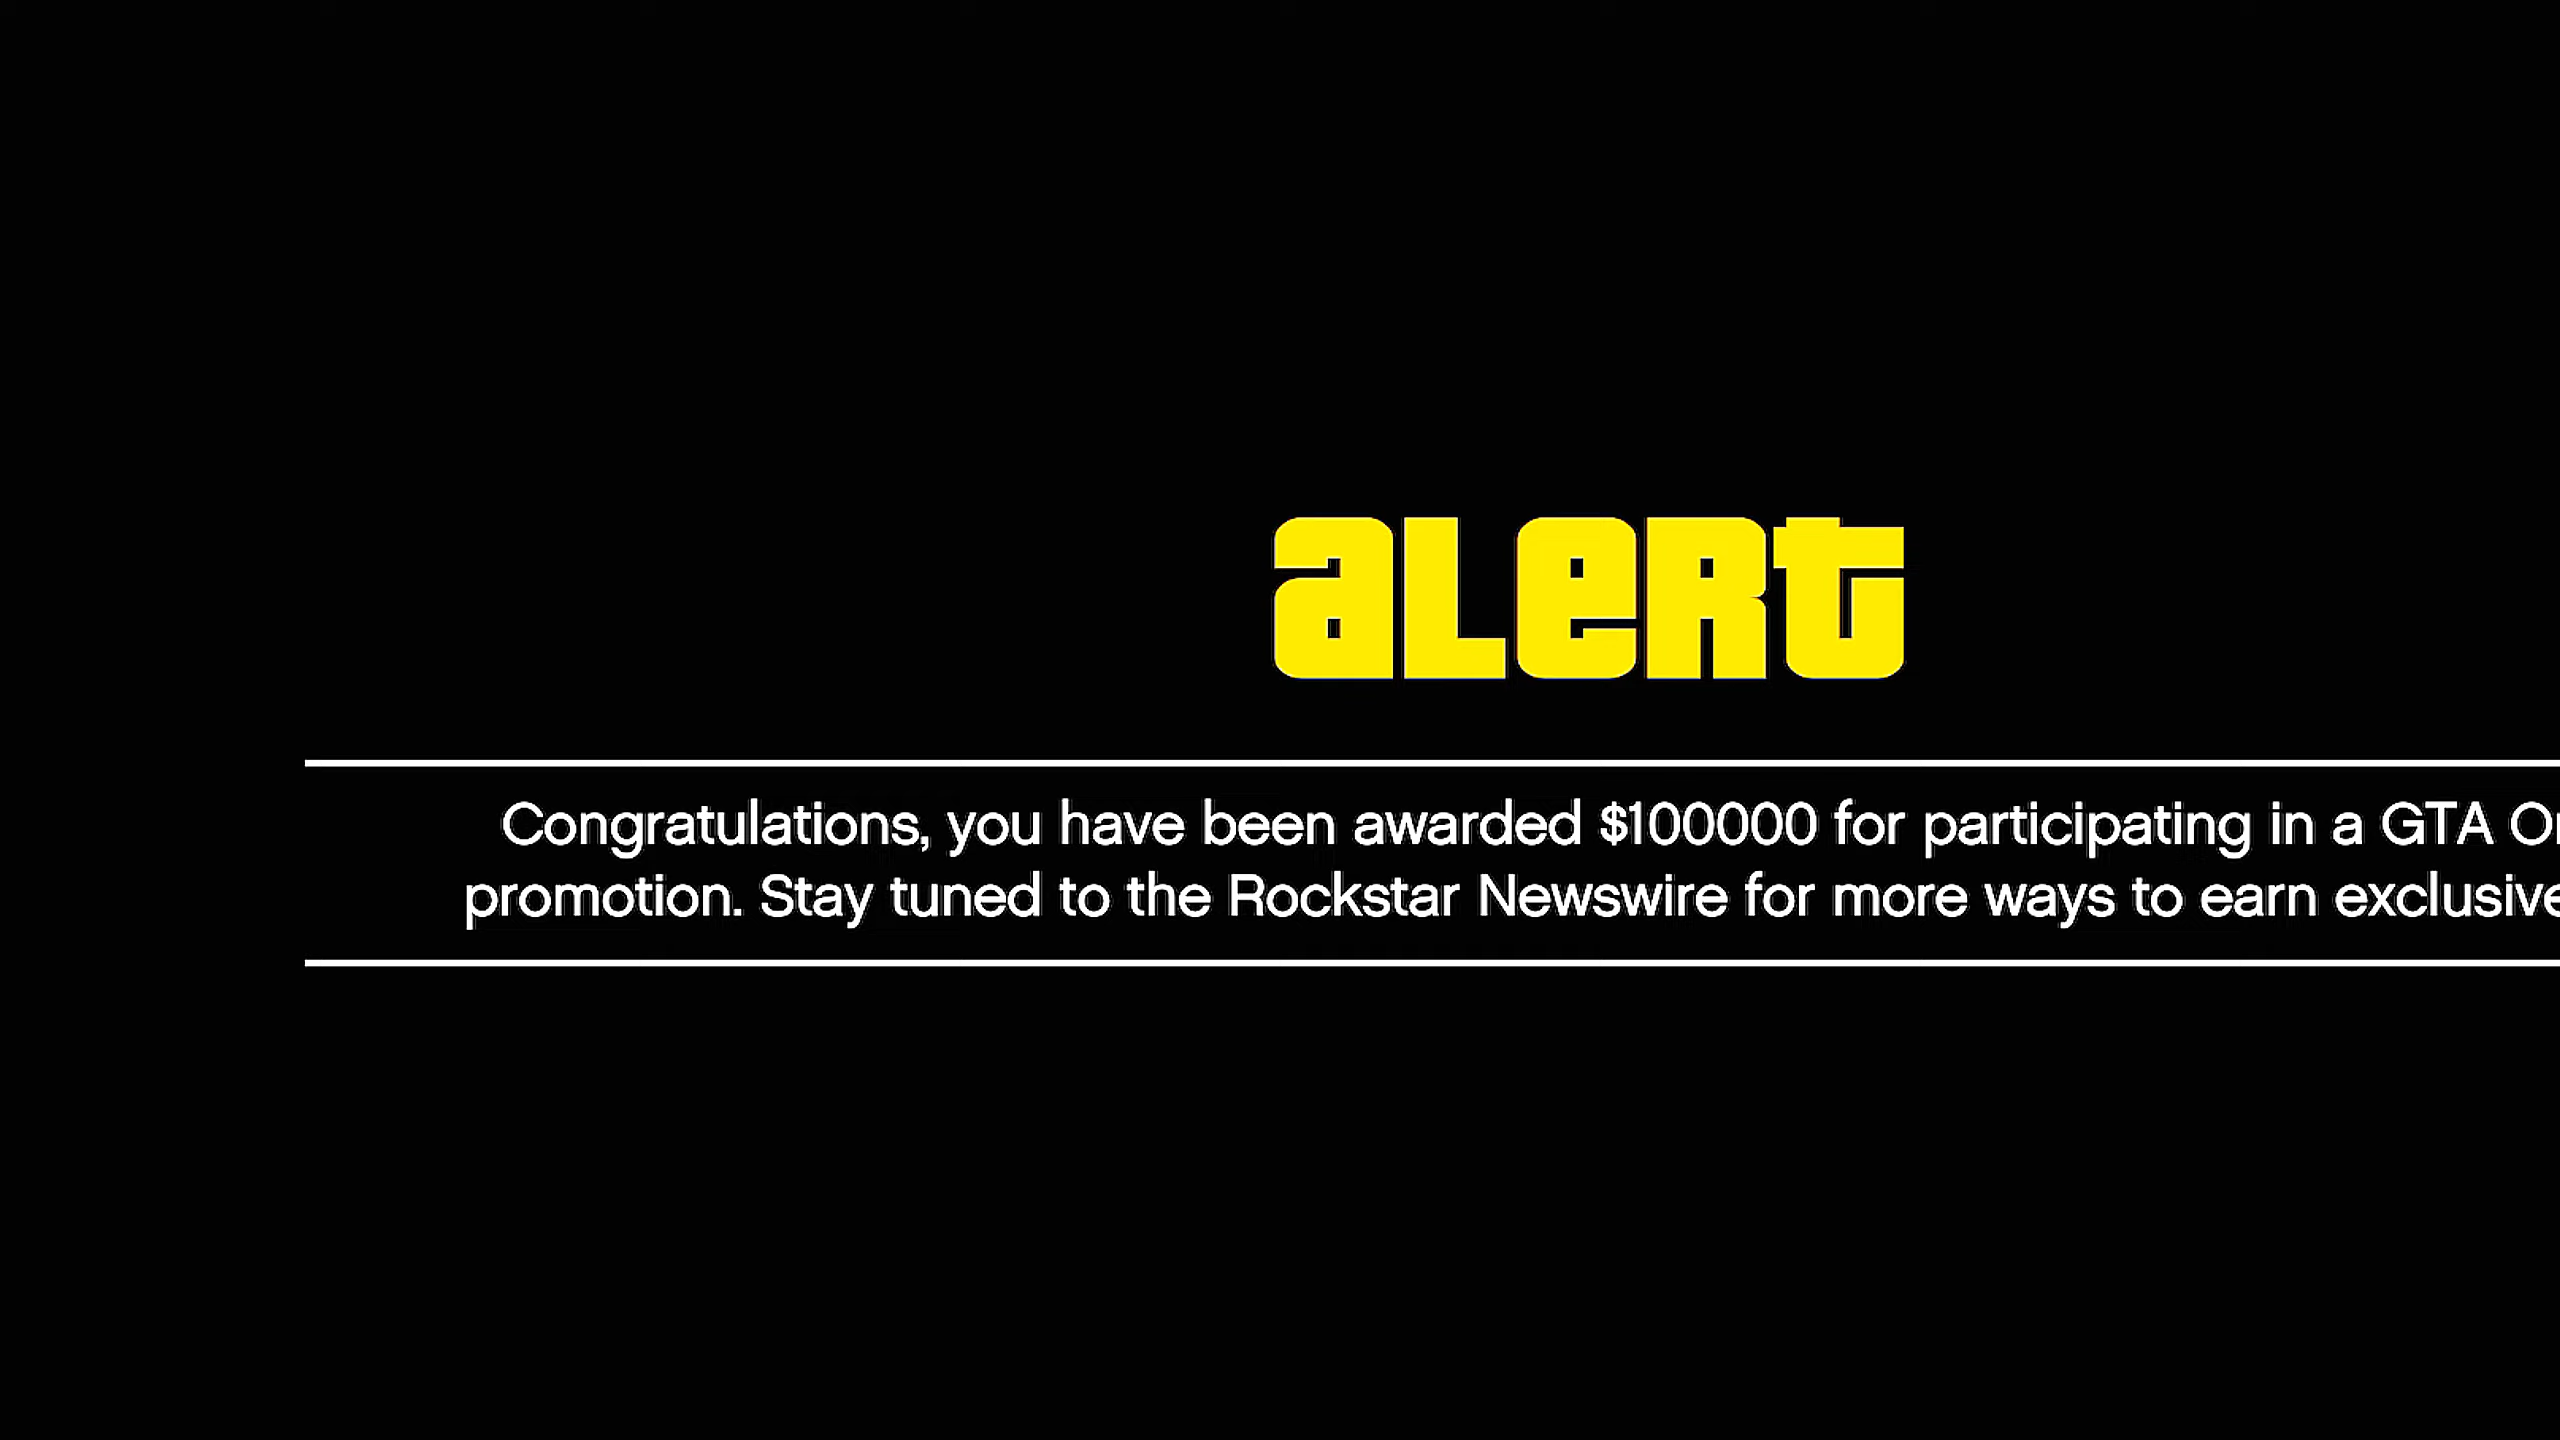 aLeRt
Congratulations, you have been awarded $100000 for participating in a GTA
promotion. Stay tuned to the Rockstar Newswire for more ways to earn exclusive